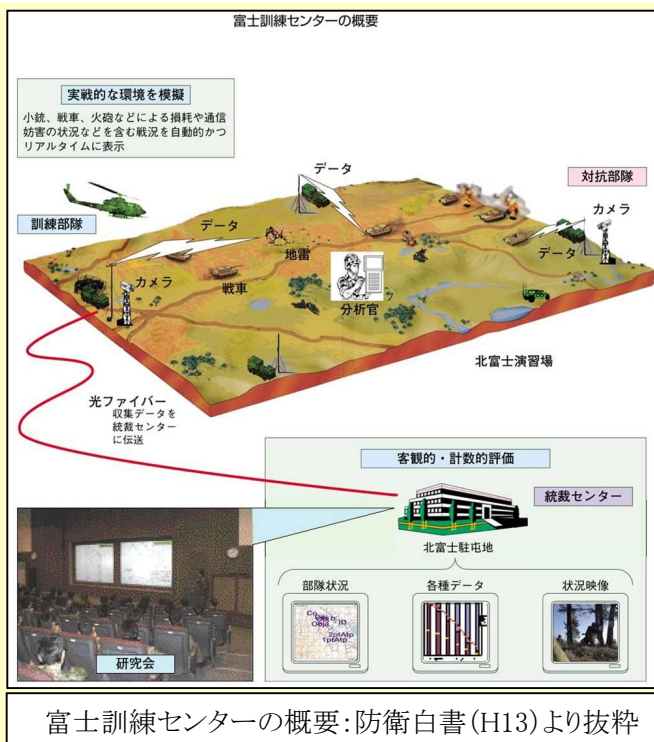 富士訓練センターの概要
実戦的な環境を模擬
小銃、戦車、火砲などによる損耗や通信
妨害の状況などを含む戦況を自動的かつ
リアルタイムに表示
データ
対抗部隊
カメラ
訓練部隊
データ
データ
地雷
カメラ
戦車
分析官
北富士演習場
光ファイバー
収集データを
統裁センター
に伝送
客観的・計数的評価
統裁センター
北富士駐屯地
部隊状況
各種データ
状況映像
2ptAtp
1ptAtp
研究会
富士訓練センターの概要:防衛白書(H13)より抜粋